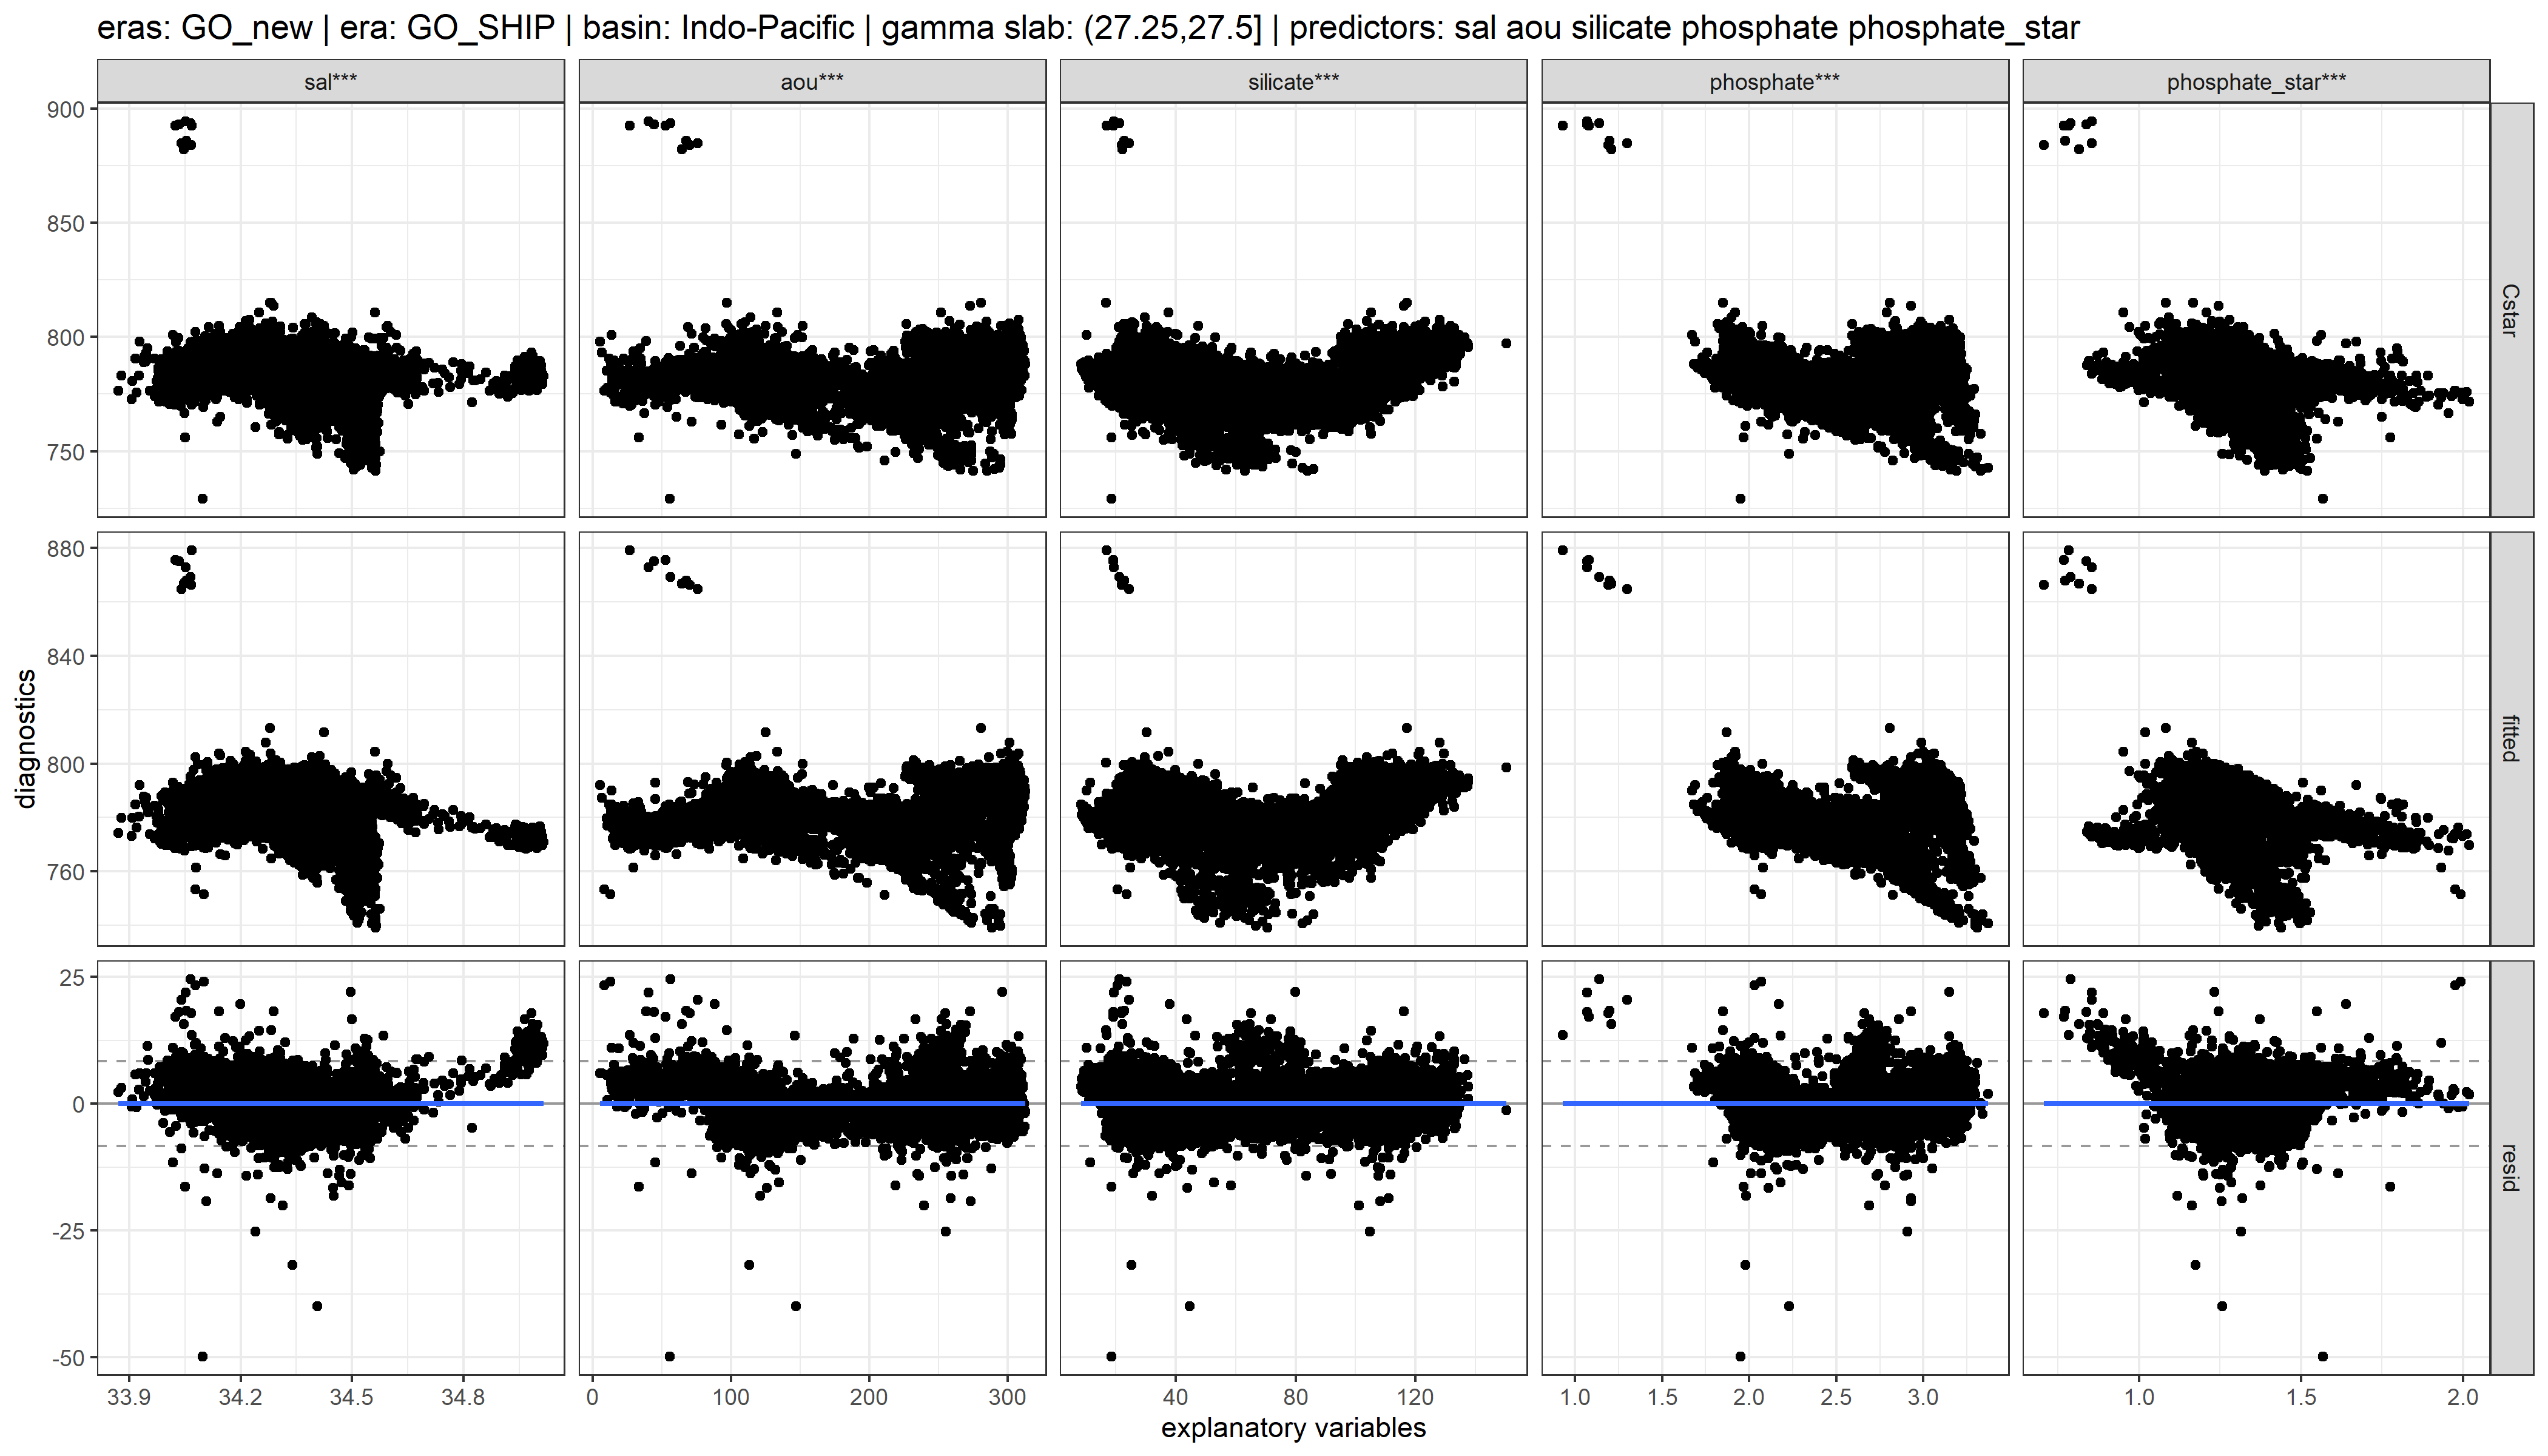 eras: GO_new | era: GO_SHIP | basin: Indo-Pacific | gamma slab: (27.25,27.5] | predictors: sal aou silicate phosphate phosphate_star
sal*** aou*** silicate*** phosphate*** phosphate_star***
900
850
800
750
Cstar
880
840
800
760
fitted
diagnostics
25
0
-25
-50
resid
33.9 34.2 34.5 34.8 0 100 200 300 40 80 120 1.0 1.5 2.0 2.5 3.0 1.0 1.5 2.0
explanatory variables